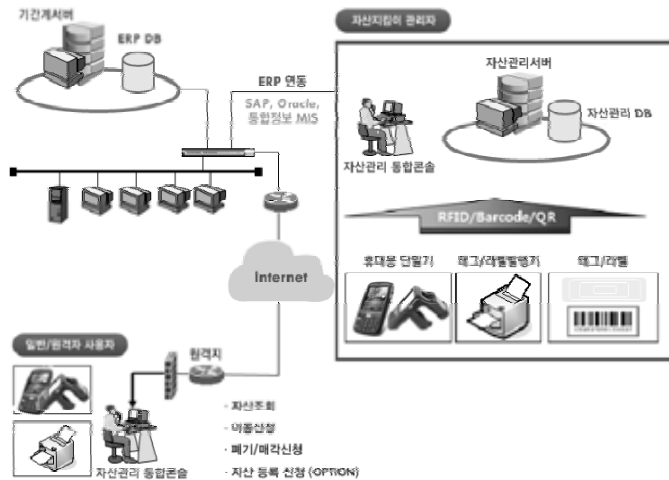 기간계서버
ERP DB
ERP 연동
SAP, Oracle,
통합정보 MIS
자산지킴이 관리자
자산관리서버
자산관리 DB
자산관리 통합콘솔
RFID/Barcode/QR
휴대용 단말기
태그/라벨발행기
태그/라벨
Internet
일반/원격자 사용자
원격지
자산관리 통합콘솔
· 자산조회
· 이동신청
· 폐기/매각신청
· 자산 등록 신청 (OPTION)